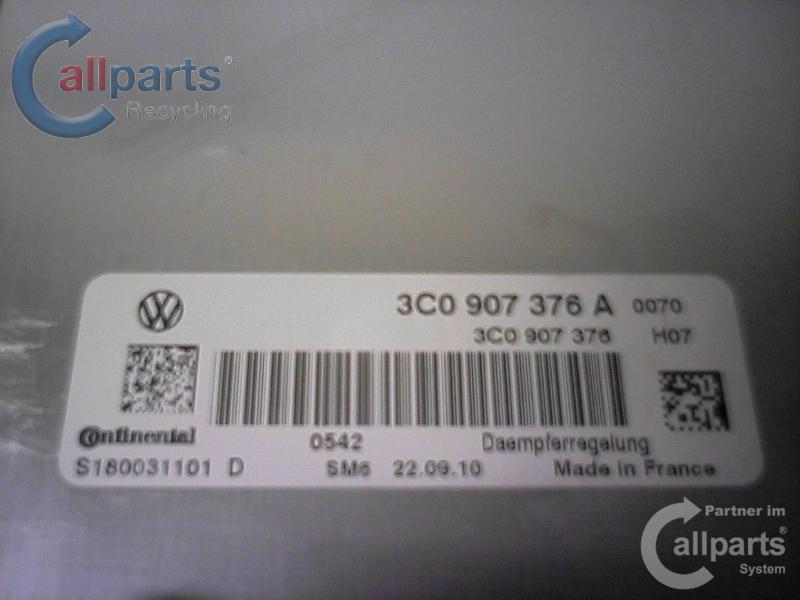 Callparts®
Recycling
3C0 907 376 A 0070
3C0 907 376 H07
Continental 0542 Daempferregelung
S180031101 D SM6 22.09.10 Made in France
Partner im
Callparts®
System